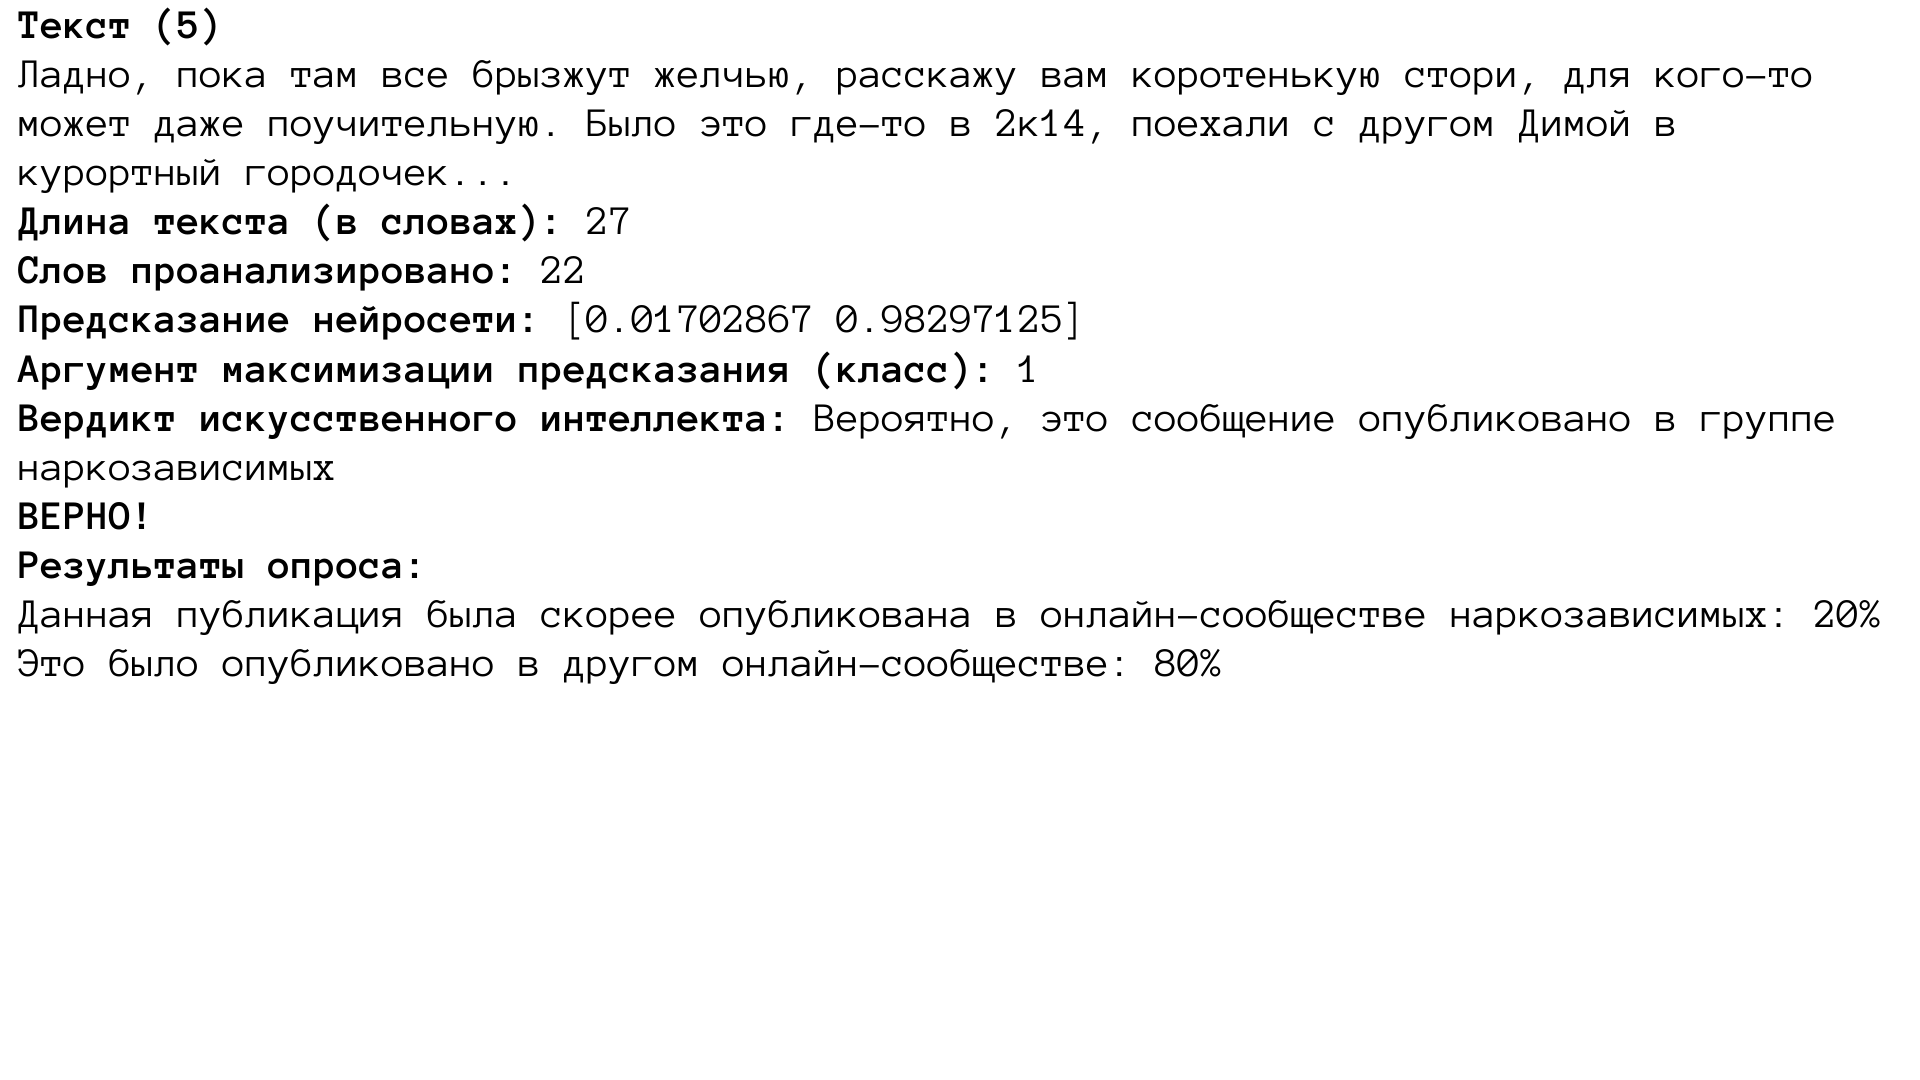 Текст (5)
Ладно, пока там все брызжут желчью, расскажу вам коротенькую стори, для кого-то
может даже поучительную. Было это где-то в 2к14, поехали с другом Димой в
курортный городочек...
Длина текста (в словах): 27
Слов проанализировано: 22
Предсказание нейросети: [0.01702867 0.98297125]
Аргумент максимизации предсказания (класс): 1
Вердикт искусственного интеллекта: Вероятно, это сообщение опубликовано в группе
наркозависимых
ВЕРНО!
Результаты опроса:
Данная публикация была скорее опубликована в онлайн-сообществе наркозависимых: 20%
Это было опубликовано в другом онлайн-сообществе: 80%